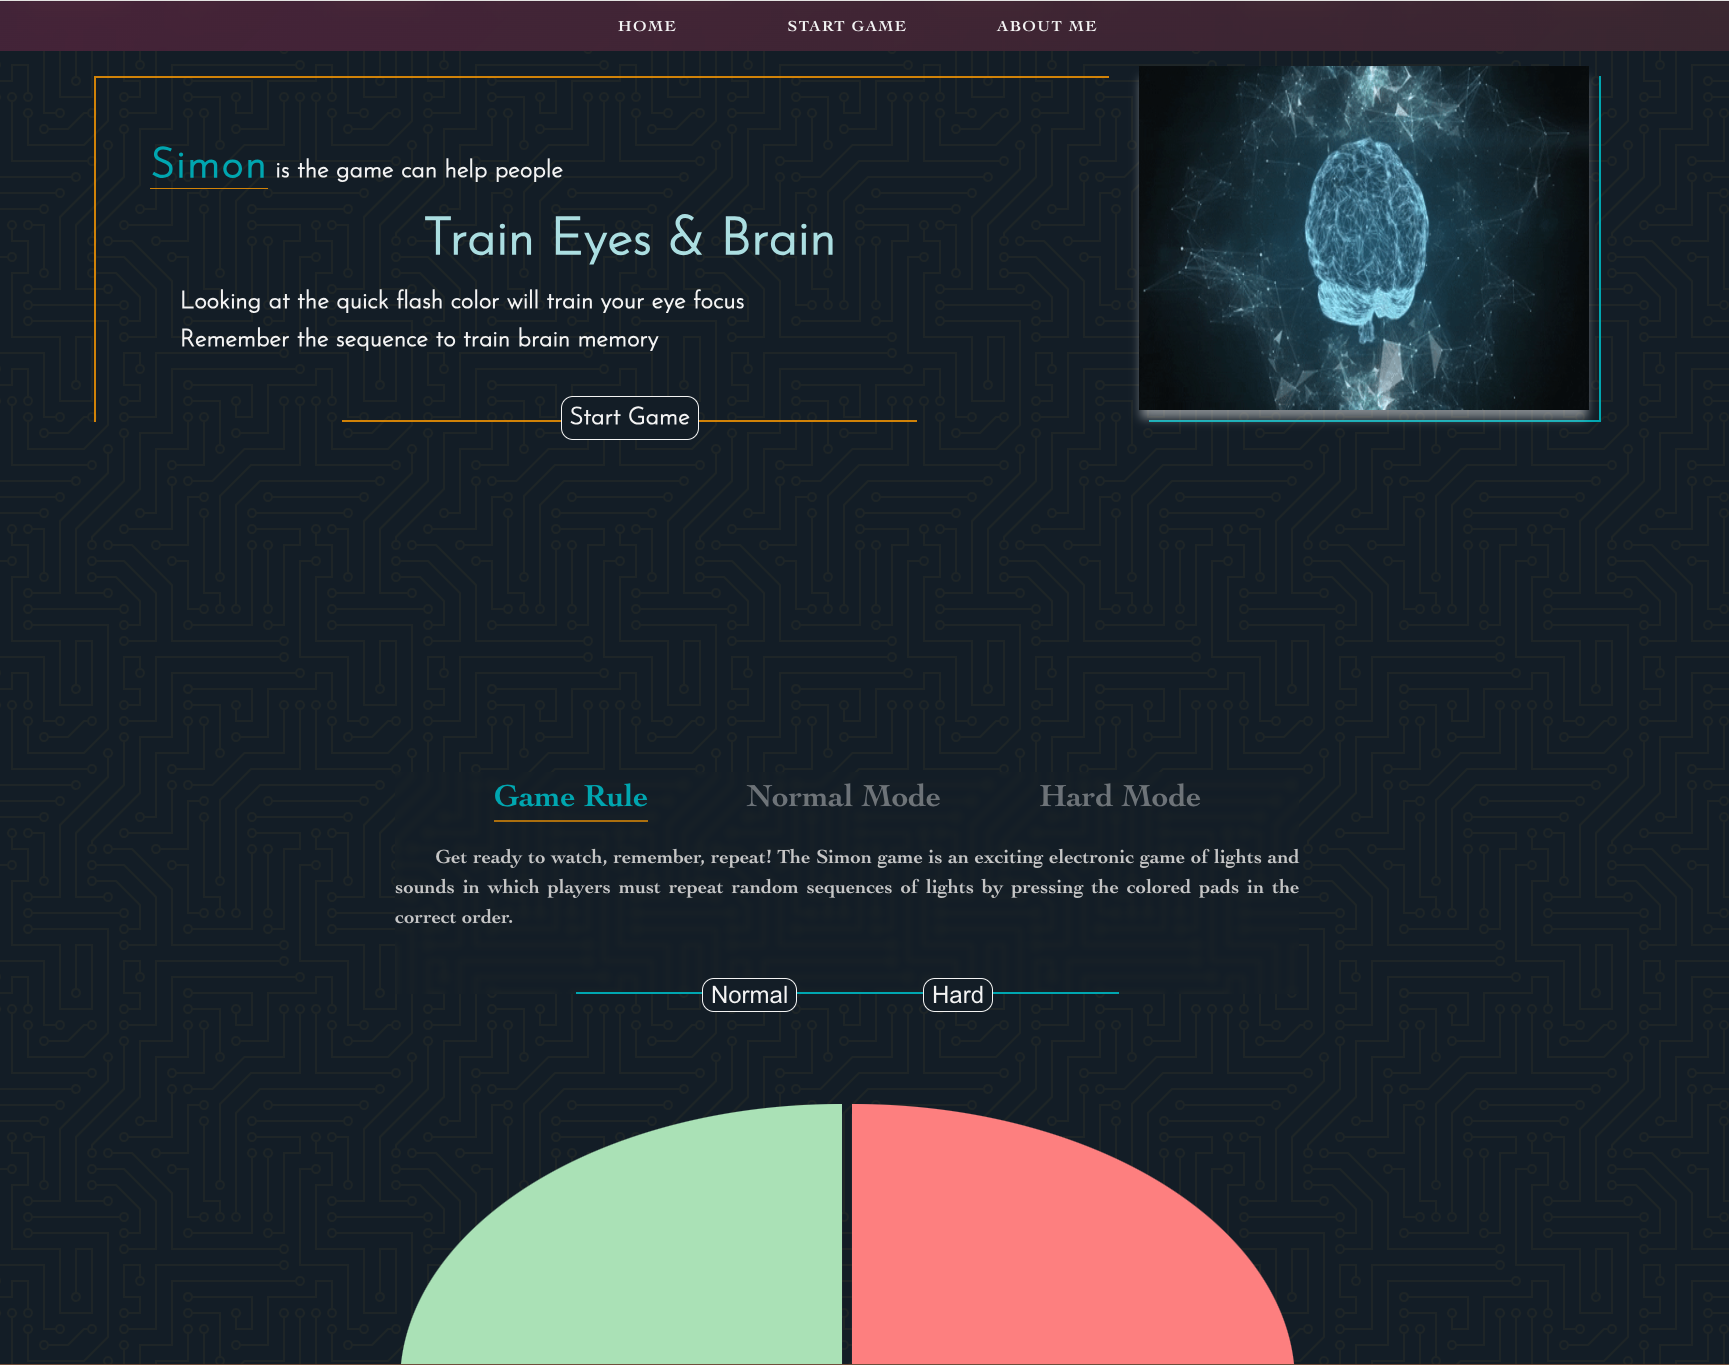 HOME START GAME ABOUT ME
Simon is the game can help people
Train Eyes & Brain
Looking at the quick flash color will train your eye focus
Remember the sequence to train brain memory
Start Game
Game Rule Normal Mode Hard Mode
Get ready to watch, remember, repeat! The Simon game is an exciting electronic game of lights and
sounds in which players must repeat random sequences of lights by pressing the colored pads in the
correct order.
Normal Hard